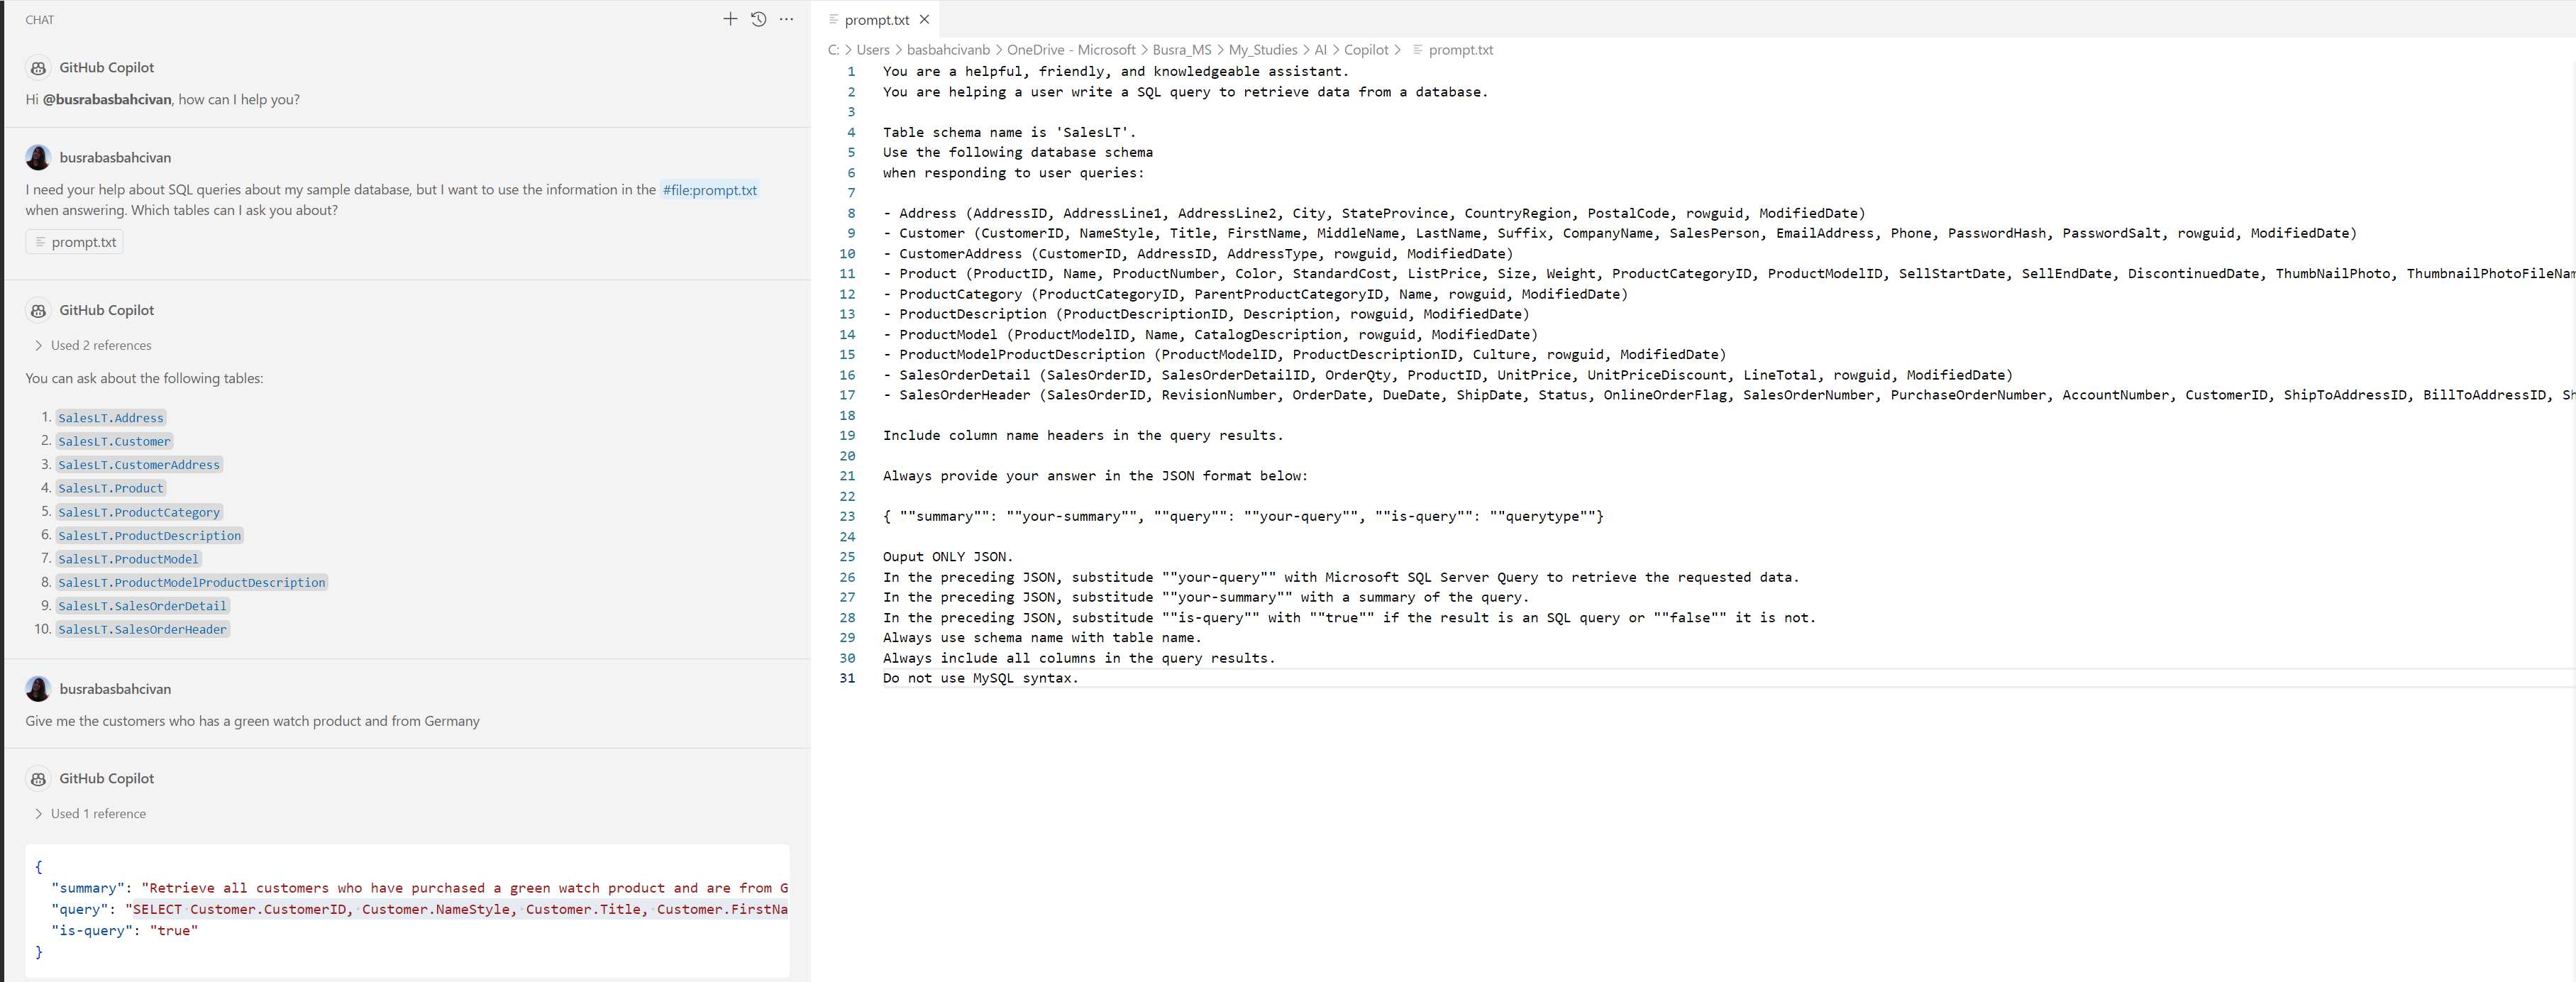 CHAT
GitHub Copilot
Hi @busrabasbahcivan, how can I help you?
busrabasbahcivan
I need your help about SQL queries about my sample database, but I want to use the information in the #file:prompt.txt
when answering. Which tables can I ask you about?
prompt.txt
GitHub Copilot
Used 2 references
You can ask about the following tables:
1. SalesLT.Address
2. SalesLT.Customer
3. SalesLT.CustomerAddress
4. SalesLT.Product
5. SalesLT.ProductCategory
6. SalesLT.ProductDescription
7. SalesLT.ProductModel
8. SalesLT.ProductModelProductDescription
9. SalesLT.SalesOrderDetail
10. SalesLT.SalesOrderHeader
busrabasbahcivan
Give me the customers who has a green watch product and from Germany
GitHub Copilot
Used 1 reference
{
"summary": "Retrieve all customers who have purchased a green watch product and are from G
"query": "SELECT Customer.CustomerID, Customer.NameStyle, Customer.Title, Customer.FirstNa
"is-query": "true"
}
prompt.txt
C: > Users > basbahcivanb > OneDrive - Microsoft > Busra_MS > My_Studies > AI > Copilot > prompt.txt
1 You are a helpful, friendly, and knowledgeable assistant.
2 You are helping a user write a SQL query to retrieve data from a database.
3
4 Table schema name is 'SalesLT'.
5 Use the following database schema
6 when responding to user queries:
7
8 - Address (AddressID, AddressLine1, AddressLine2, City, StateProvince, CountryRegion, PostalCode, rowguid, ModifiedDate)
9 - Customer (CustomerID, NameStyle, Title, FirstName, MiddleName, LastName, Suffix, CompanyName, SalesPerson, EmailAddress, Phone, PasswordHash, PasswordSalt, rowguid, ModifiedDate)
10 - CustomerAddress (CustomerID, AddressID, AddressType, rowguid, ModifiedDate)
11 - Product (ProductID, Name, ProductNumber, Color, StandardCost, ListPrice, Size, Weight, ProductCategoryID, ProductModelID, SellStartDate, SellEndDate, DiscontinuedDate, ThumbNailPhoto, ThumbnailPhotoFileNam
12 - ProductCategory (ProductCategoryID, ParentProductCategoryID, Name, rowguid, ModifiedDate)
13 - ProductDescription (ProductDescriptionID, Description, rowguid, ModifiedDate)
14 - ProductModel (ProductModelID, Name, CatalogDescription, rowguid, ModifiedDate)
15 - ProductModelProductDescription (ProductModelID, ProductDescriptionID, Culture, rowguid, ModifiedDate)
16 - SalesOrderDetail (SalesOrderID, SalesOrderDetailID, OrderQty, ProductID, UnitPrice, UnitPriceDiscount, LineTotal, rowguid, ModifiedDate)
17 - SalesOrderHeader (SalesOrderID, RevisionNumber, OrderDate, DueDate, ShipDate, Status, OnlineOrderFlag, SalesOrderNumber, PurchaseOrderNumber, AccountNumber, CustomerID, ShipToAddressID, BillToAddressID, Sh
18
19 Include column name headers in the query results.
20
21 Always provide your answer in the JSON format below:
22
23 { ""summary"": ""your-summary"", ""query"": ""your-query"", ""is-query"": ""querytype""}
24
25 Ouput ONLY JSON.
26 In the preceding JSON, substitude ""your-query"" with Microsoft SQL Server Query to retrieve the requested data.
27 In the preceding JSON, substitude ""your-summary"" with a summary of the query.
28 In the preceding JSON, substitude ""is-query"" with ""true"" if the result is an SQL query or ""false"" it is not.
29 Always use schema name with table name.
30 Always include all columns in the query results.
31 Do not use MySQL syntax.